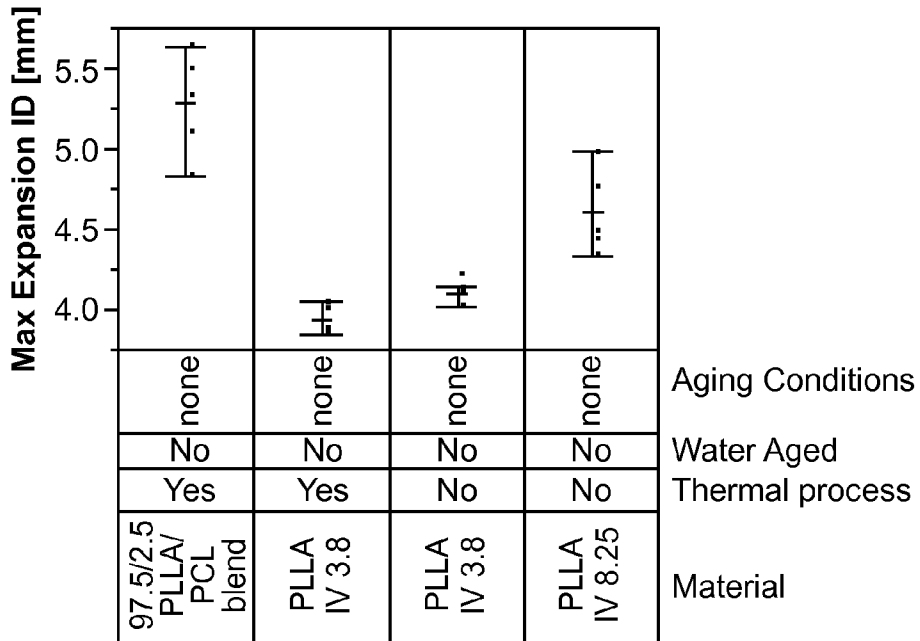 Max Expansion ID [mm]
5.5
5.0
4.5
4.0
none
none
none
none
Aging Conditions
No
No
No
No
Water Aged
Yes
Yes
No
No
Thermal process
97.5/2.5
PLLA/
PCL
blend
PLLA
IV 3.8
PLLA
IV 3.8
PLLA
IV 8.25
Material